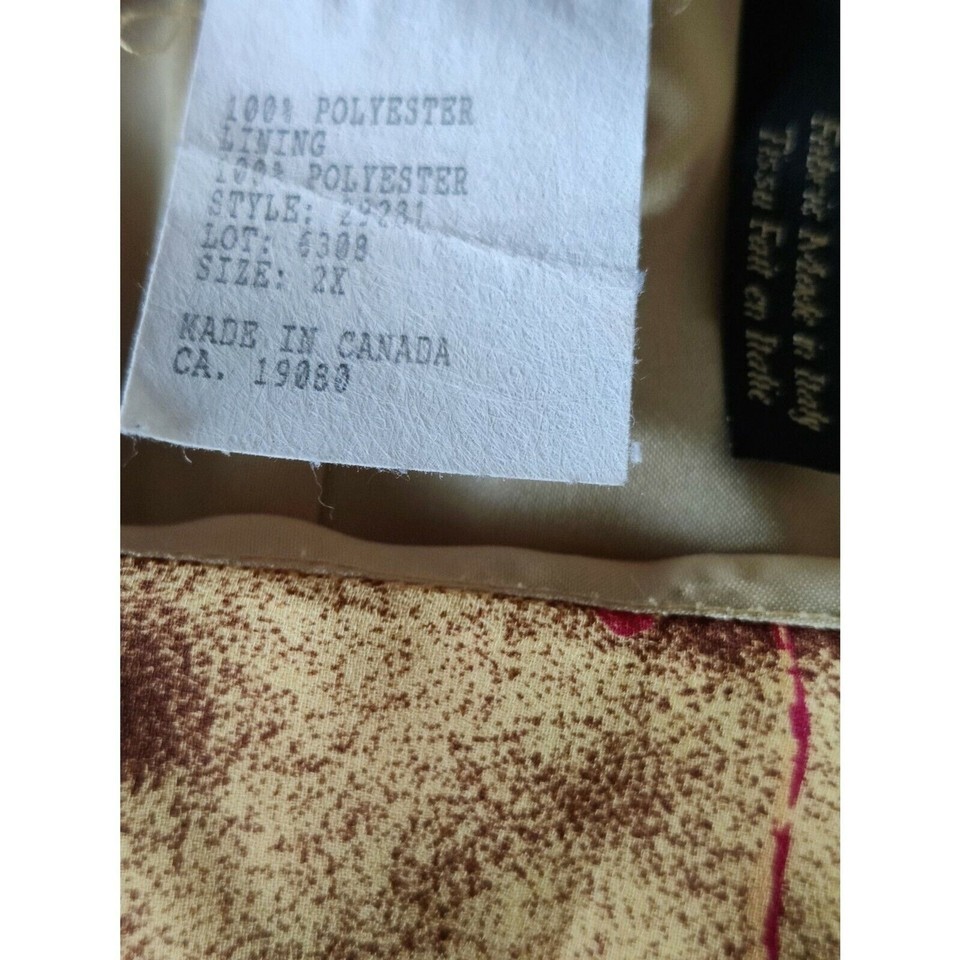 100% POLYESTER
LINING
100% POLYESTER
STYLE: 29281
LOT: 6308
SIZE: 2X
MADE IN CANADA
CA. 19080
Fabric Made in Italy
Tissu Fait en Italie